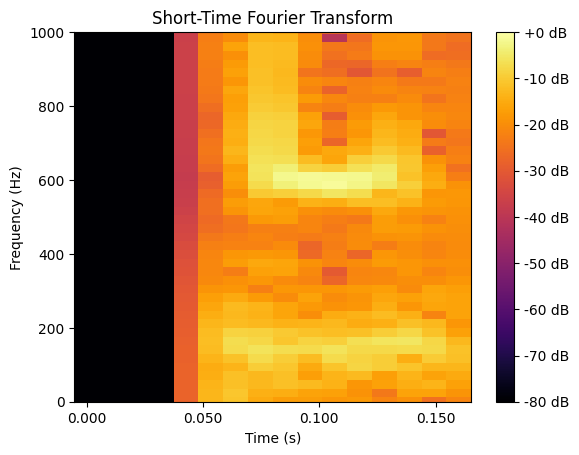 Short-Time Fourier Transform
1000
800
600
400
200
0
Frequency (Hz)
0.000
0.050
0.100
0.150
Time (s)
+0 dB
-10 dB
-20 dB
-30 dB
-40 dB
-50 dB
-60 dB
-70 dB
-80 dB